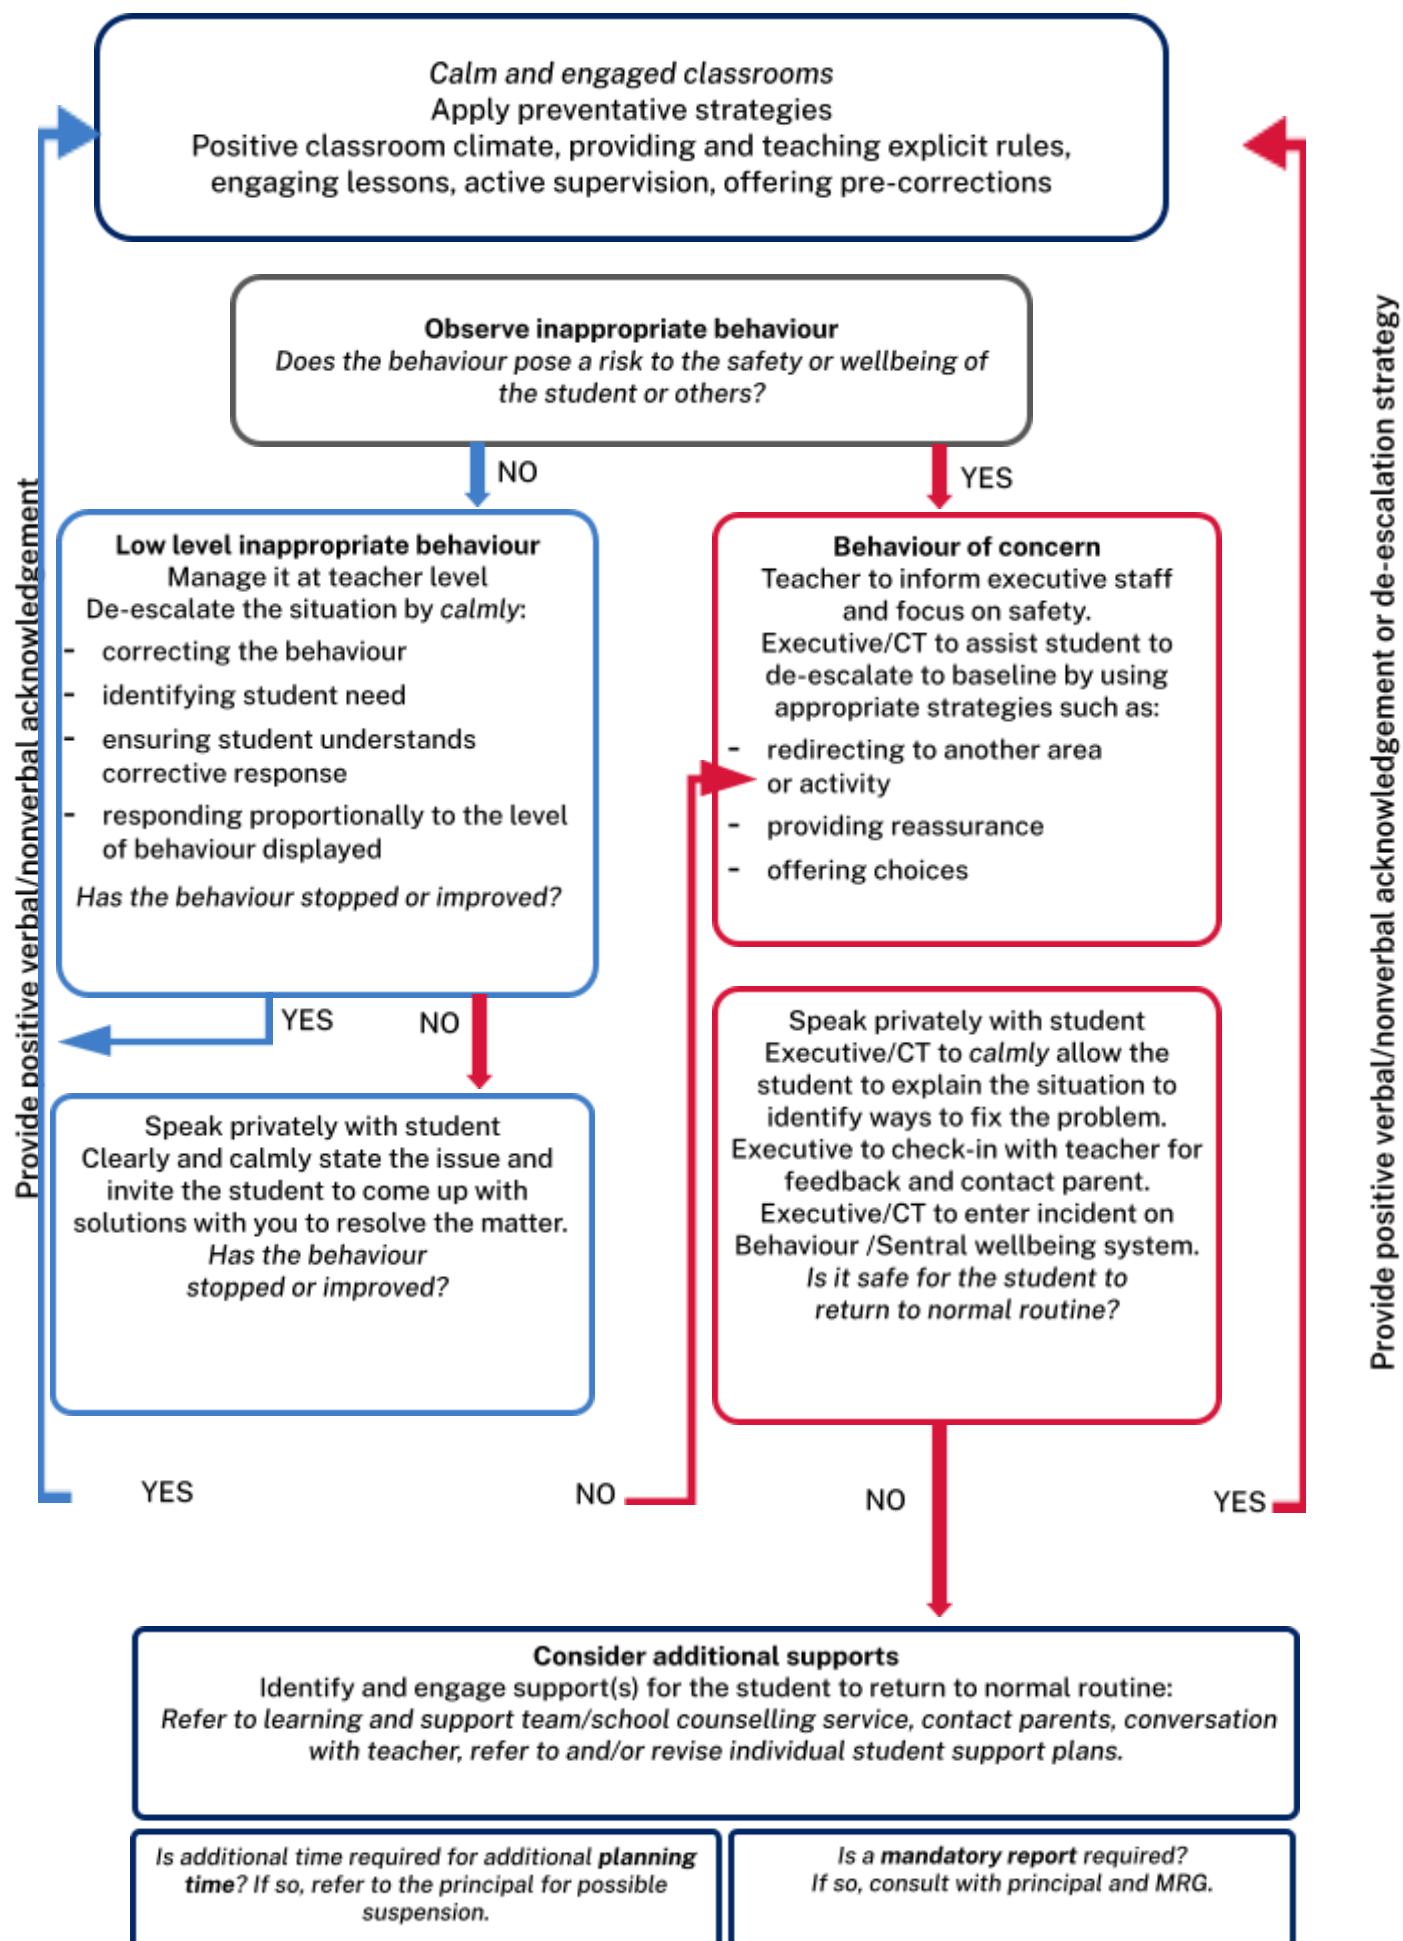 Calm and engaged classrooms
Apply preventative strategies
Positive classroom climate, providing and teaching explicit rules,
engaging lessons, active supervision, offering pre-corrections
Observe inappropriate behaviour
Does the behaviour pose a risk to the safety or wellbeing of
the student or others?
NO
YES
Low level inappropriate behaviour
Manage it at teacher level
De-escalate the situation by calmly:
- correcting the behaviour
- identifying student need
- ensuring student understands
corrective response
- responding proportionally to the level
of behaviour displayed
Has the behaviour stopped or improved?
YES
NO
Speak privately with student
Clearly and calmly state the issue and
invite the student to come up with
solutions with you to resolve the matter.
Has the behaviour
stopped or improved?
YES
NO
Provide positive verbal/nonverbal acknowledgement
Behaviour of concern
Teacher to inform executive staff
and focus on safety.
Executive/CT to assist student to
de-escalate to baseline by using
appropriate strategies such as:
- redirecting to another area
or activity
- providing reassurance
- offering choices
Speak privately with student
Executive/CT to calmly allow the
student to explain the situation to
identify ways to fix the problem.
Executive to check-in with teacher for
feedback and contact parent.
Executive/CT to enter incident on
Behaviour /Sentral wellbeing system.
Is it safe for the student to
return to normal routine?
NO
YES
Provide positive verbal/nonverbal acknowledgement or de-escalation strategy
Consider additional supports
Identify and engage support(s) for the student to return to normal routine:
Refer to learning and support team/school counselling service, contact parents, conversation
with teacher, refer to and/or revise individual student support plans.
Is additional time required for additional planning
time? If so, refer to the principal for possible
suspension.
Is a mandatory report required?
If so, consult with principal and MRG.